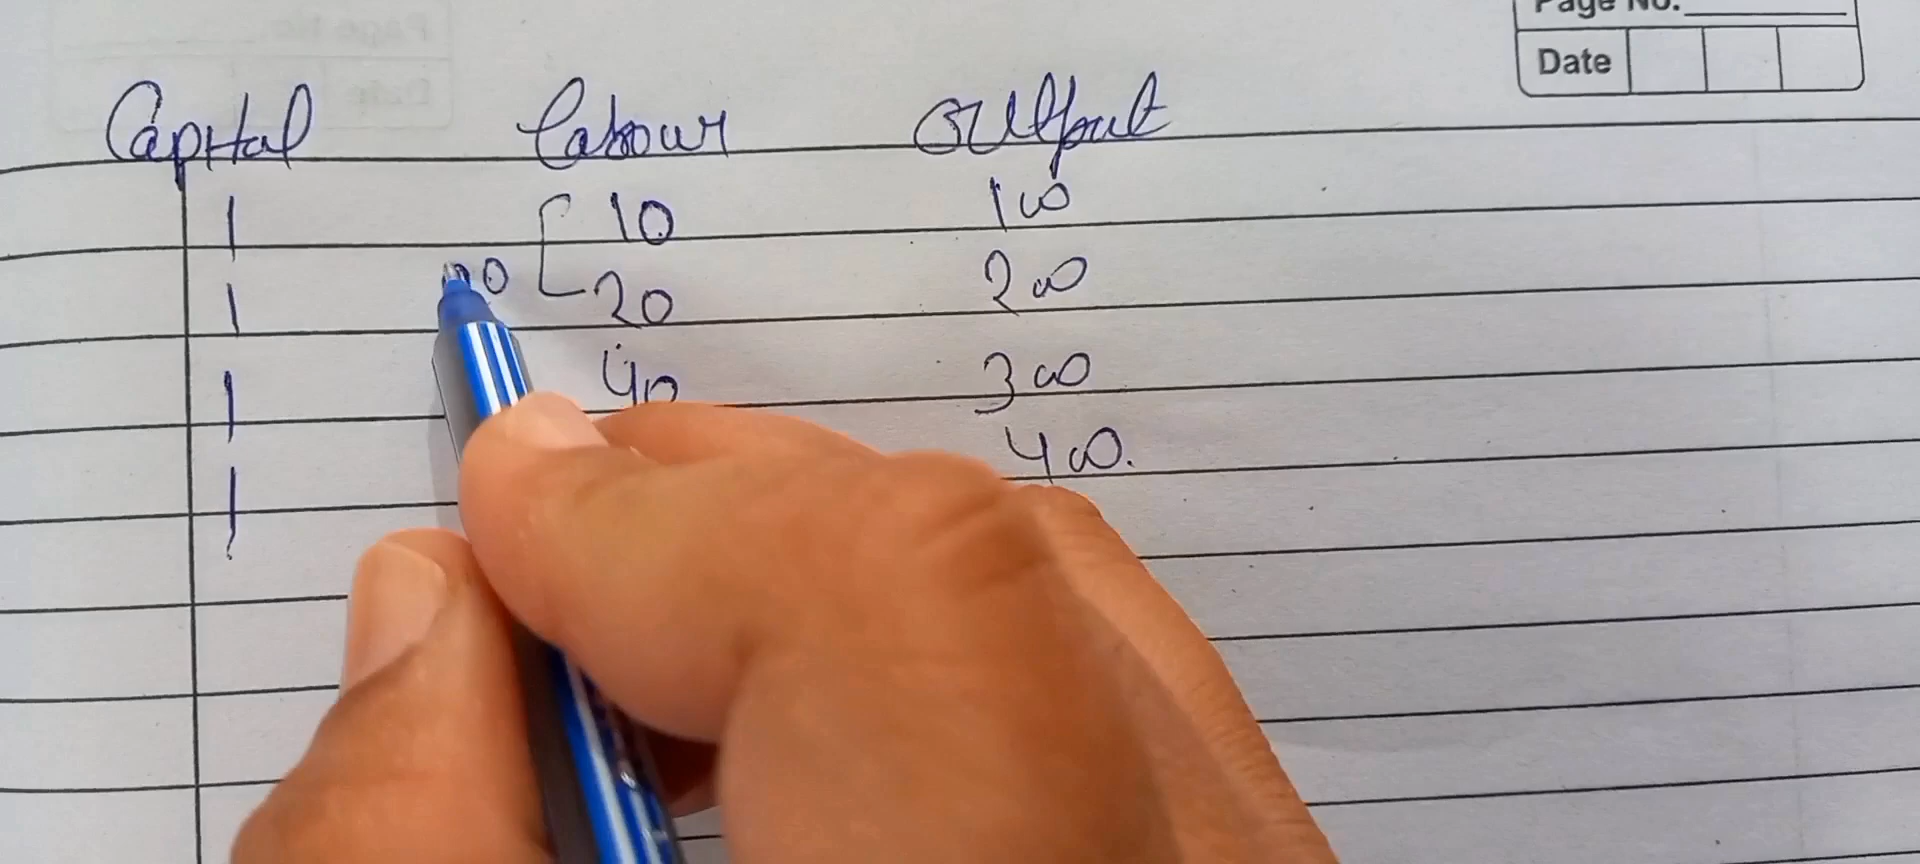 Page No.
Date
Capital Labour Output
1 10 100
1 20 200
1 40 300
1 400.